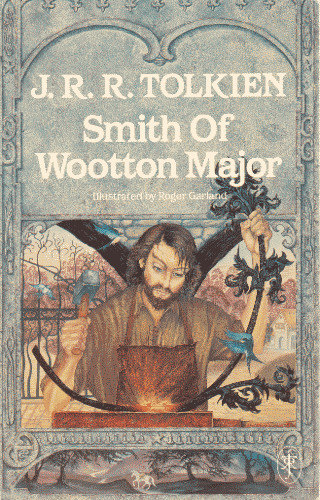 J. R. R. TOLKIEN
Smith Of
Wootton Major
Illustrated by Roger Garland